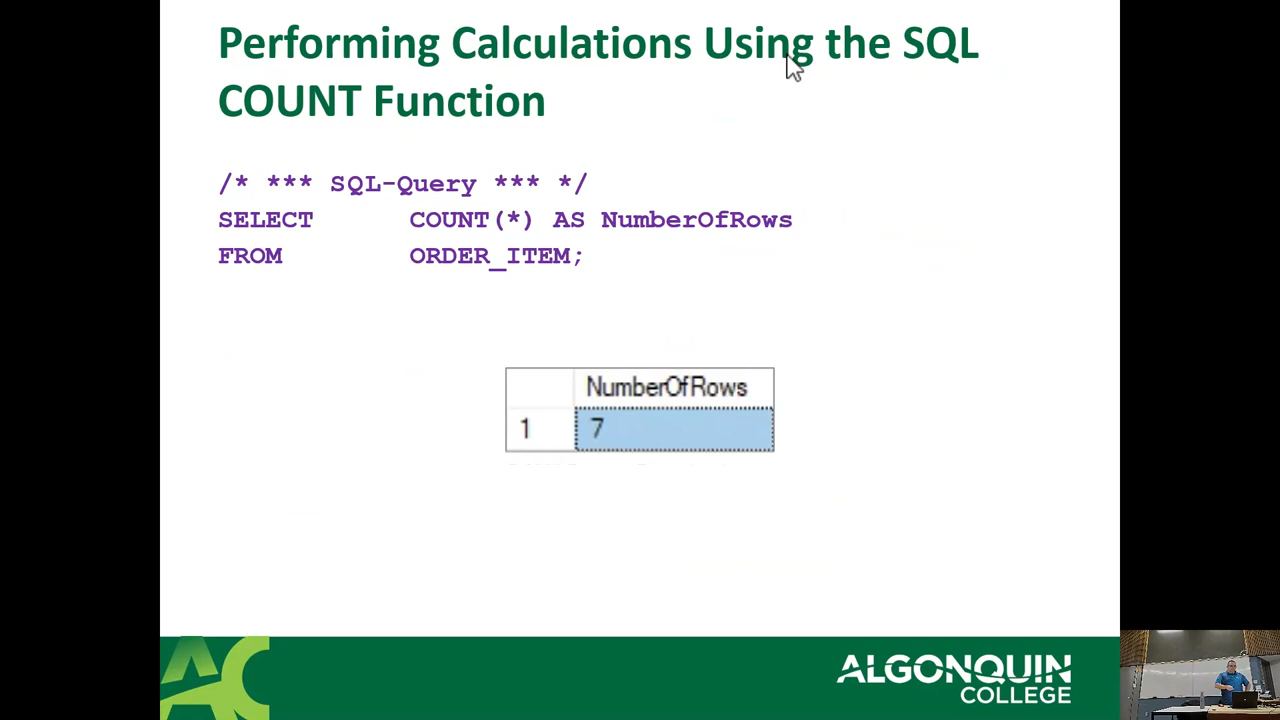 Performing Calculations Using the SQL
COUNT Function
/* *** SQL-Query *** */
SELECT COUNT(*) AS NumberOfRows
FROM ORDER_ITEM;
NumberOfRows
1 7
AC
ALGONQUIN
COLLEGE